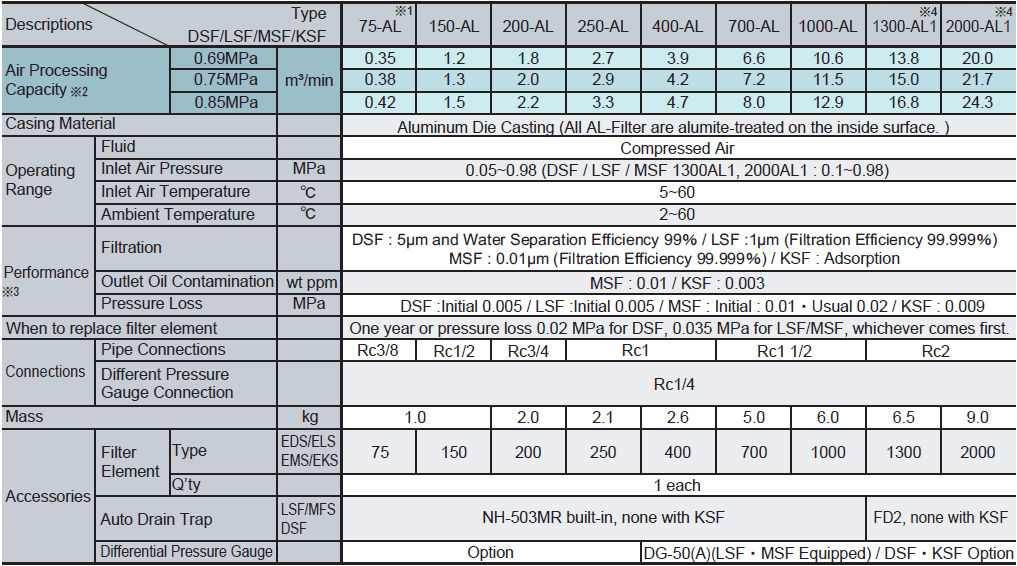 Descriptions Type DSF/LSF/MSF/KSF ※1 75-AL 150-AL 200-AL 250-AL 400-AL 700-AL 1000-AL ※4 1300-AL1 ※4 2000-AL1
Air Processing Capacity ※2 0.69MPa m³/min 0.35 1.2 1.8 2.7 3.9 6.6 10.6 13.8 20.0
0.75MPa 0.38 1.3 2.0 2.9 4.2 7.2 11.5 15.0 21.7
0.85MPa 0.42 1.5 2.2 3.3 4.7 8.0 12.9 16.8 24.3
Casing Material Aluminum Die Casting (All AL-Filter are alumite-treated on the inside surface. )
Operating Range Fluid Compressed Air
Inlet Air Pressure MPa 0.05~0.98 (DSF / LSF / MSF 1300AL1, 2000AL1 : 0.1~0.98)
Inlet Air Temperature ℃ 5~60
Ambient Temperature ℃ 2~60
Performance ※3 Filtration DSF : 5µm and Water Separation Efficiency 99% / LSF :1µm (Filtration Efficiency 99.999%)
MSF : 0.01µm (Filtration Efficiency 99.999%) / KSF : Adsorption
Outlet Oil Contamination wt ppm MSF : 0.01 / KSF : 0.003
Pressure Loss MPa DSF :Initial 0.005 / LSF :Initial 0.005 / MSF : Initial : 0.01・Usual 0.02 / KSF : 0.009
When to replace filter element One year or pressure loss 0.02 MPa for DSF, 0.035 MPa for LSF/MSF, whichever comes first.
Connections Pipe Connections Rc3/8 Rc1/2 Rc3/4 Rc1 Rc1 1/2 Rc2
Different Pressure Gauge Connection Rc1/4
Mass kg 1.0 2.0 2.1 2.6 5.0 6.0 6.5 9.0
Accessories Filter Element Type EDS/ELS EMS/EKS 75 150 200 250 400 700 1000 1300 2000
Q'ty 1 each
Auto Drain Trap LSF/MFS DSF NH-503MR built-in, none with KSF FD2, none with KSF
Differential Pressure Gauge Option DG-50(A)(LSF・MSF Equipped) / DSF・KSF Option